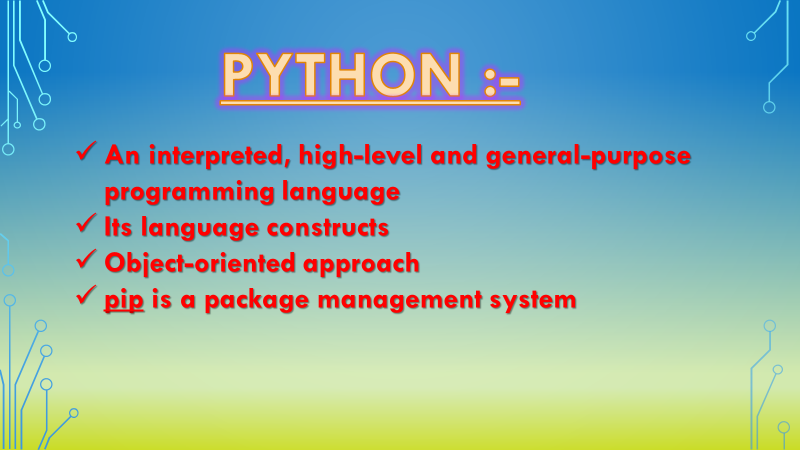 PYTHON :-
✓ An interpreted, high-level and general-purpose
programming language
✓ Its language constructs
✓ Object-oriented approach
✓ pip is a package management system